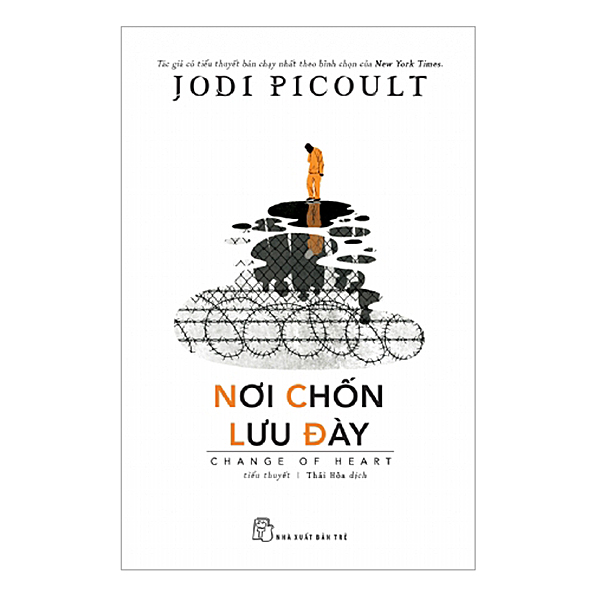 Tác giả có tiểu thuyết bán chạy nhất theo bình chọn của New York Times.
JODI PICOULT
NƠI CHỐN
LƯU ĐÀY
CHANGE OF HEART
tiểu thuyết | Thái Hòa dịch
NHÀ XUẤT BẢN TRẺ